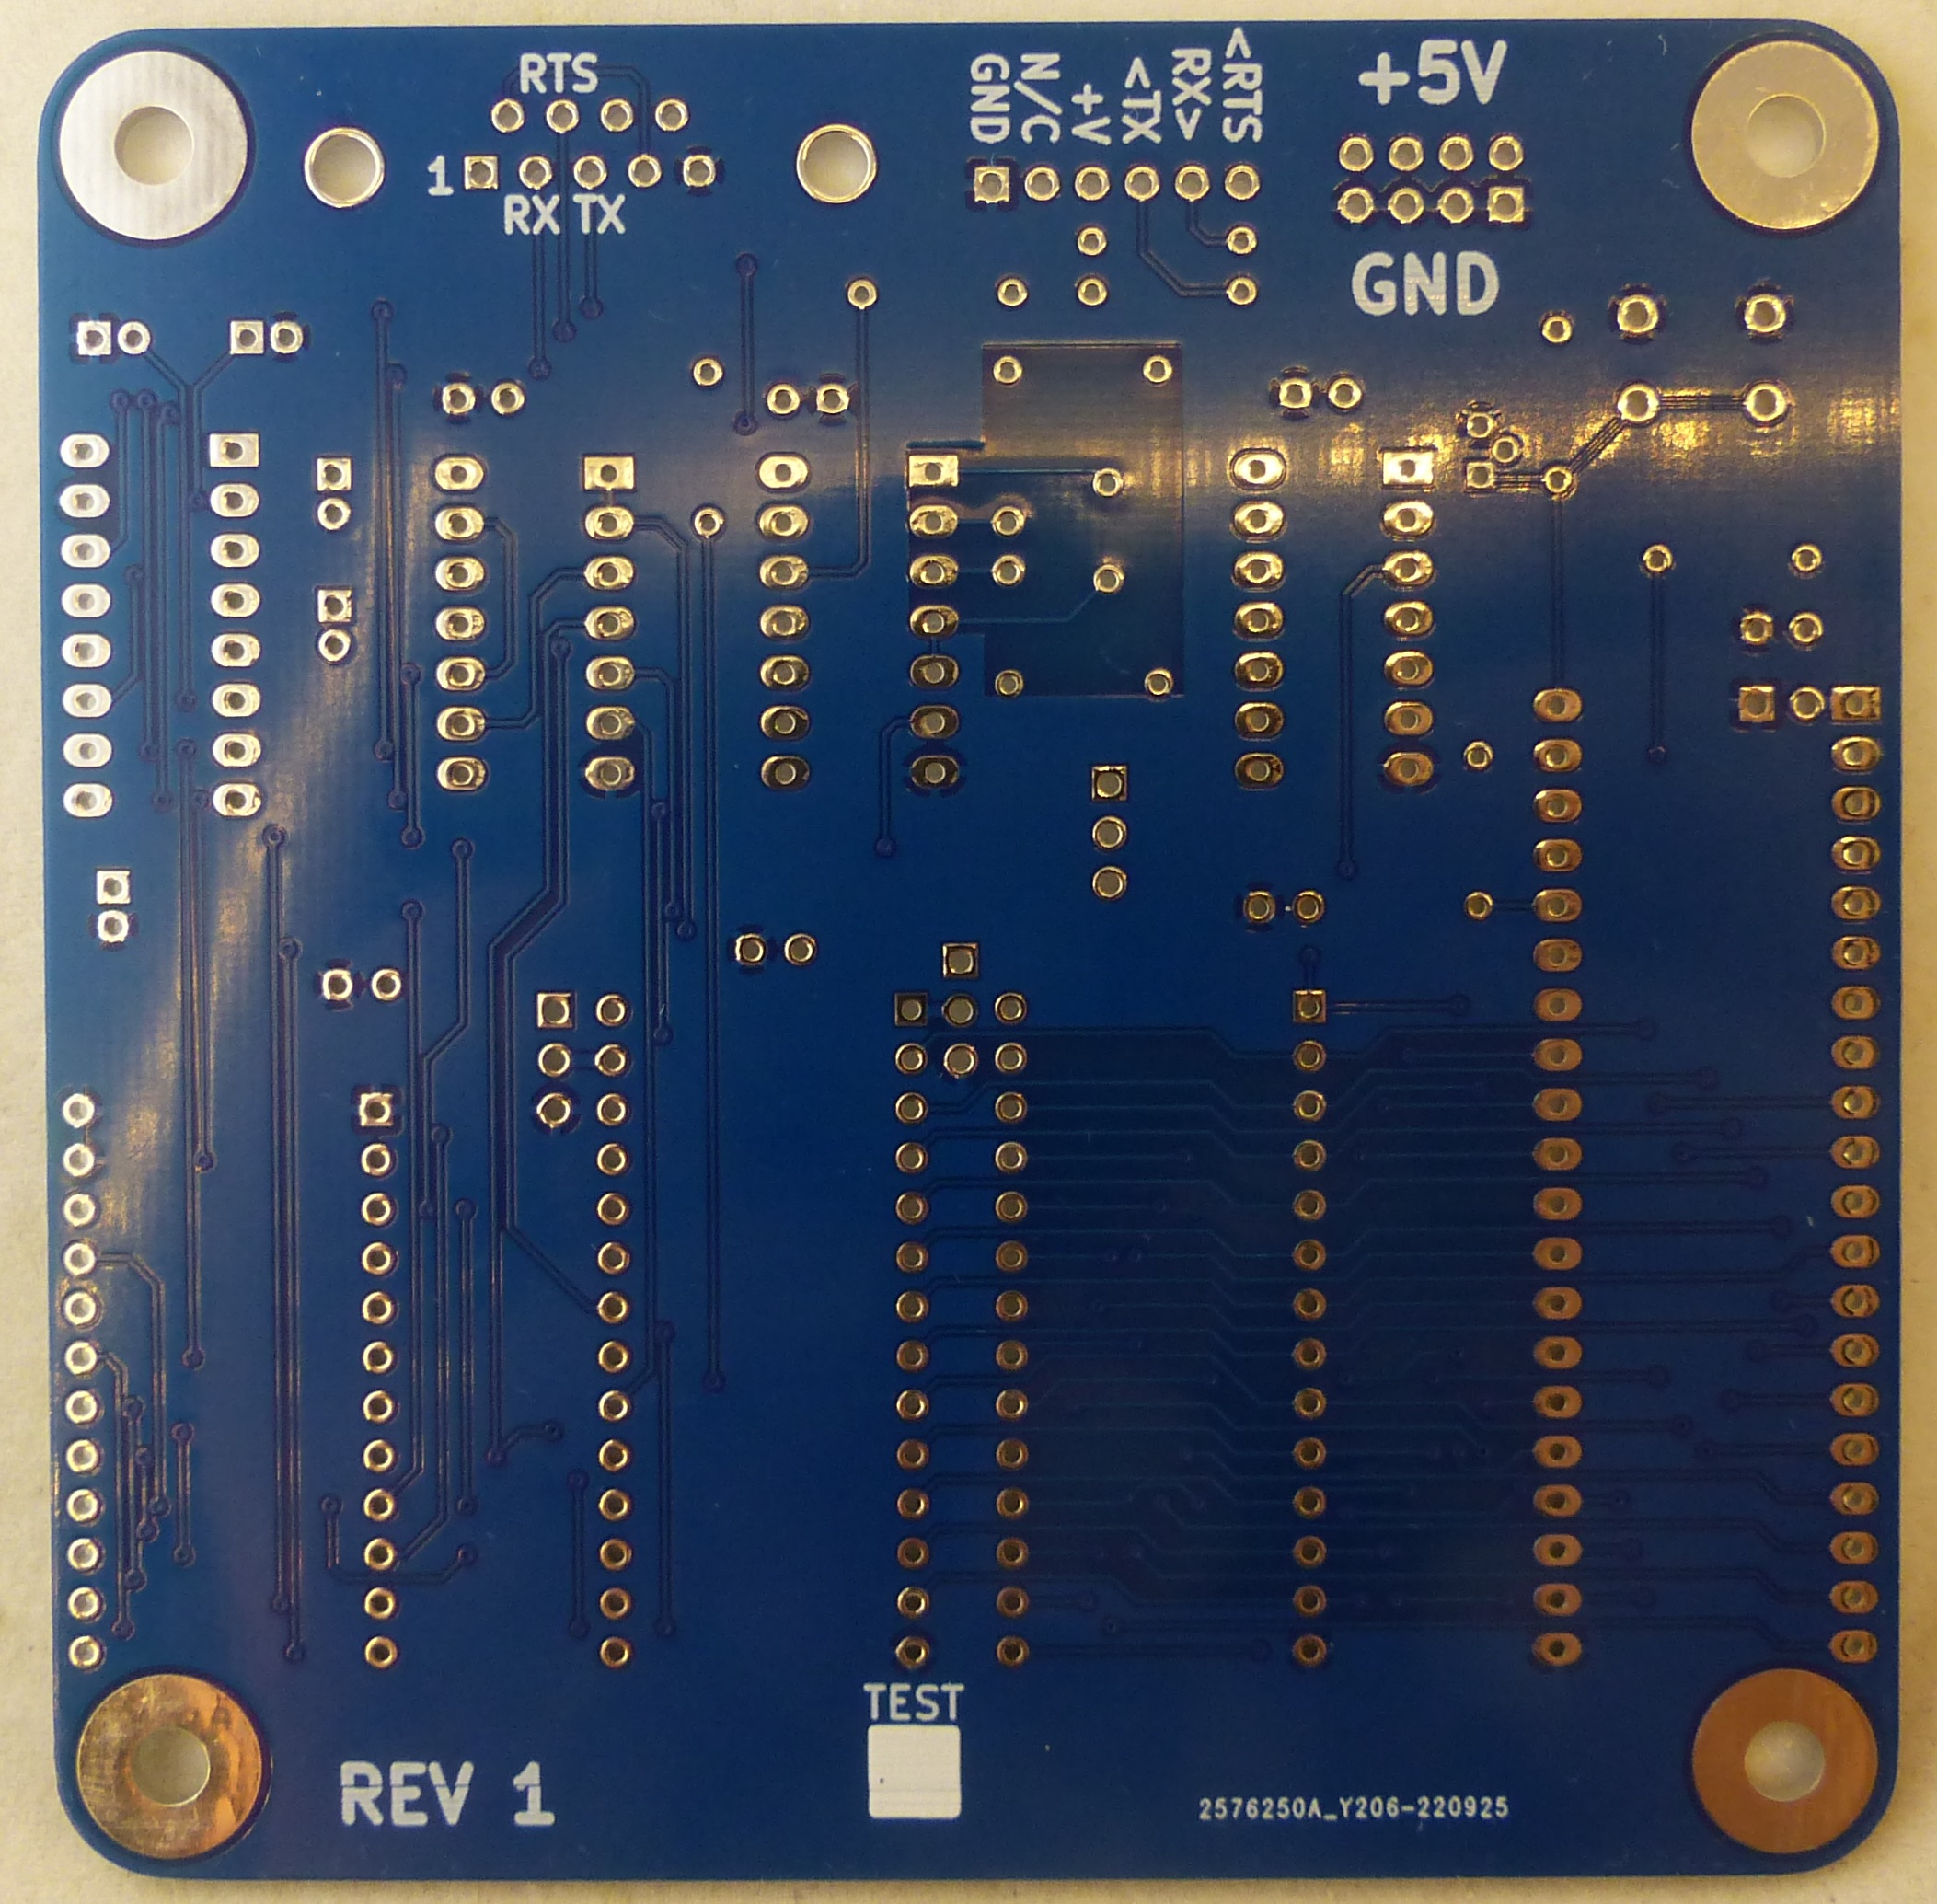 RTS
1
RX TX
GND
N/C
+V
<TX
RX>
<RTS
+5V
GND
TEST
REV 1
2576250A_Y206-220925